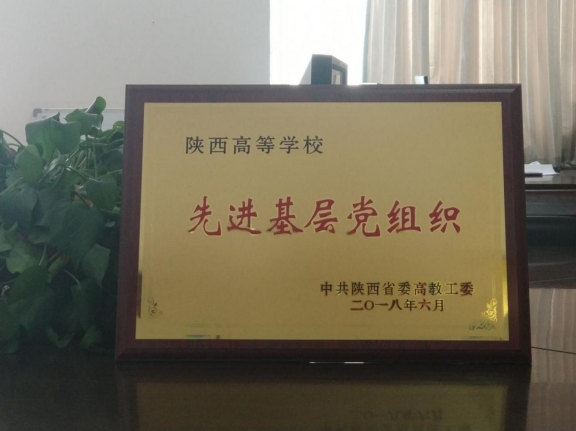 陕西高等学校
先进基层党组织
中共陕西省委高教工委
二〇一八年六月